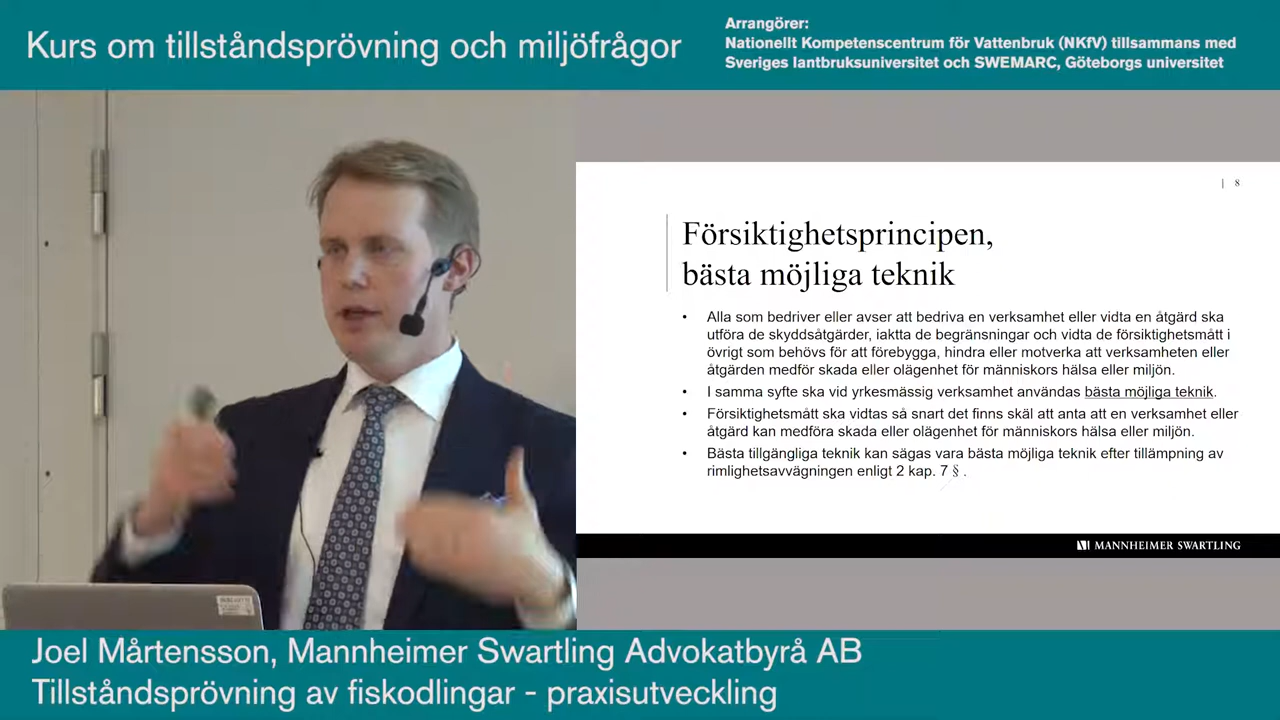 Kurs om tillståndsprövning och miljöfrågor
Arrangörer:
Nationellt Kompetenscentrum för Vattenbruk (NKfV) tillsammans med
Sveriges lantbruksuniversitet och SWEMARC, Göteborgs universitet
| 8
Försiktighetsprincipen,
bästa möjliga teknik
• Alla som bedriver eller avser att bedriva en verksamhet eller vidta en åtgärd ska
utföra de skyddsåtgärder, iaktta de begränsningar och vidta de försiktighetsmått i
övrigt som behövs för att förebygga, hindra eller motverka att verksamheten eller
åtgärden medför skada eller olägenhet för människors hälsa eller miljön.
• I samma syfte ska vid yrkesmässig verksamhet användas bästa möjliga teknik.
• Försiktighetsmått ska vidtas så snart det finns skäl att anta att en verksamhet eller
åtgärd kan medföra skada eller olägenhet för människors hälsa eller miljön.
• Bästa tillgängliga teknik kan sägas vara bästa möjliga teknik efter tillämpning av
rimlighetsavvägningen enligt 2 kap. 7 § .
MANNHEIMER SWARTLING
Joel Mårtensson, Mannheimer Swartling Advokatbyrå AB
Tillståndsprövning av fiskodlingar - praxisutveckling